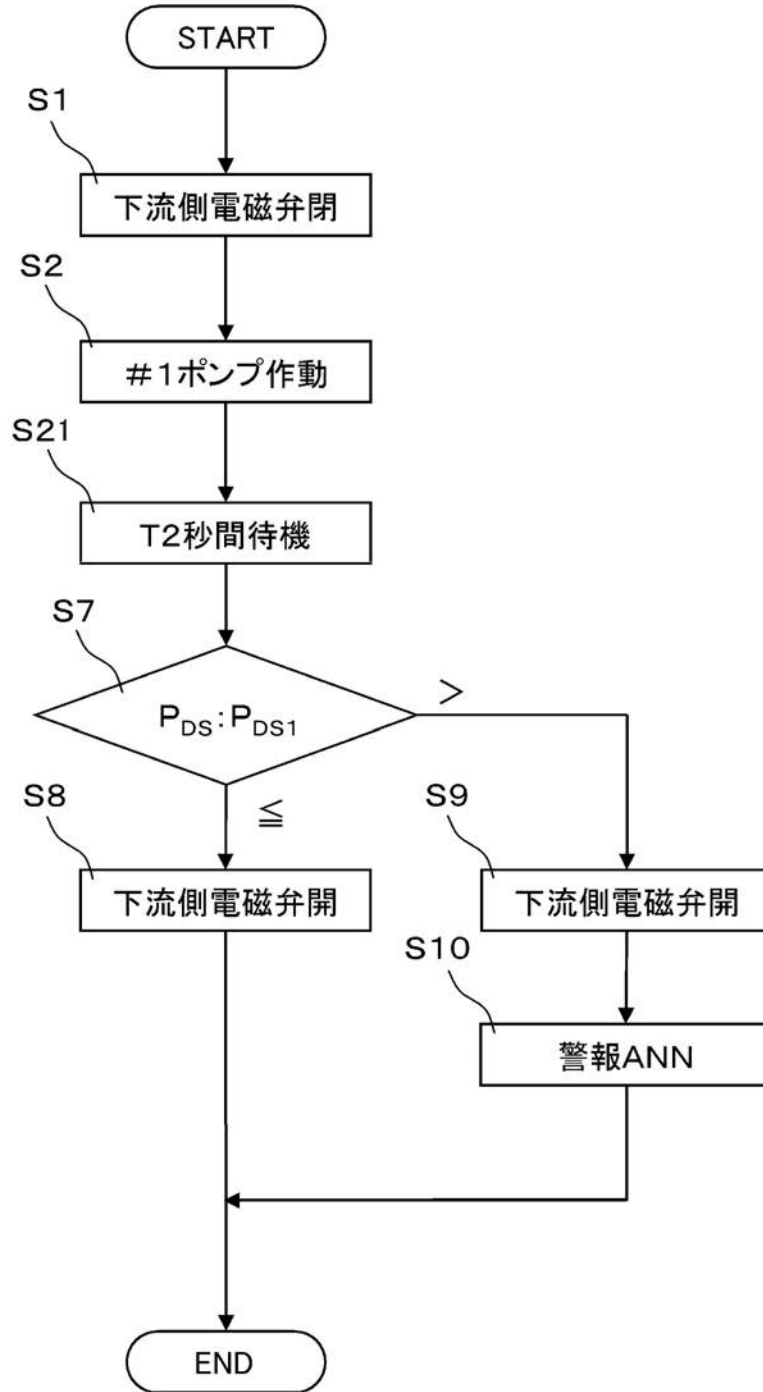 START
S1
下流側電磁弁閉
S2
#1ポンプ作動
S21
T2秒間待機
S7
PDS:PDS1
>
≦
S8
下流側電磁弁開
S9
下流側電磁弁開
S10
警報ANN
END